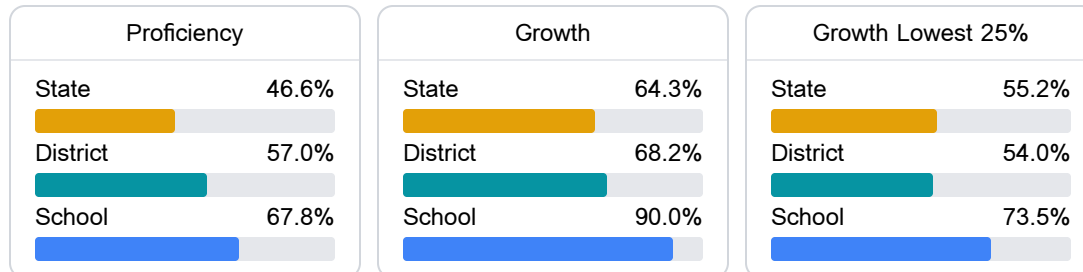 Proficiency
State 46.6%
District 57.0%
School 67.8%
Growth
State 64.3%
District 68.2%
School 90.0%
Growth Lowest 25%
State 55.2%
District 54.0%
School 73.5%